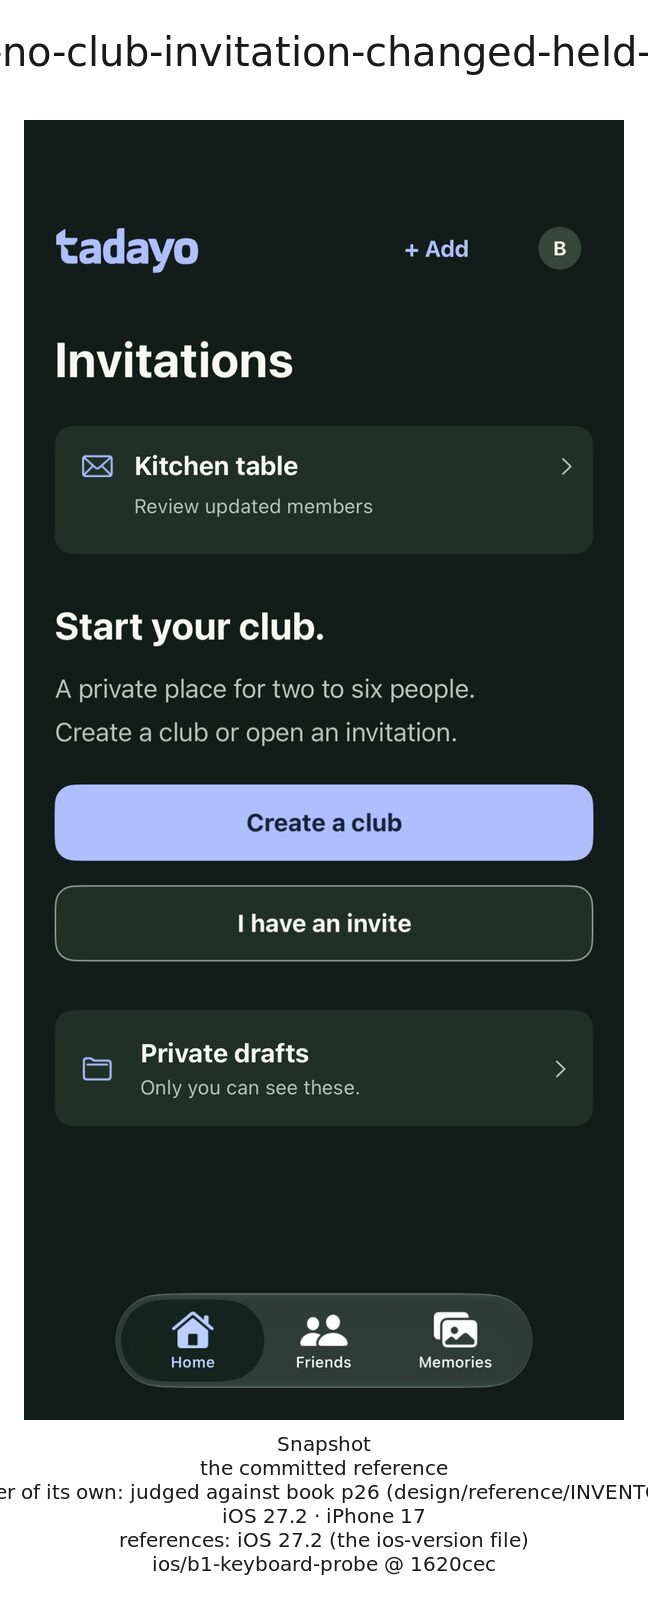 -no-club-invitation-changed-held-
tadayo
+ Add
B
Invitations
Kitchen table
Review updated members
Start your club.
A private place for two to six people.
Create a club or open an invitation.
Create a club
I have an invite
Private drafts
Only you can see these.
Home
Friends
Memories
Snapshot
the committed reference
er of its own: judged against book p26 (design/reference/INVENTO
iOS 27.2 · iPhone 17
references: iOS 27.2 (the ios-version file)
ios/b1-keyboard-probe @ 1620cec